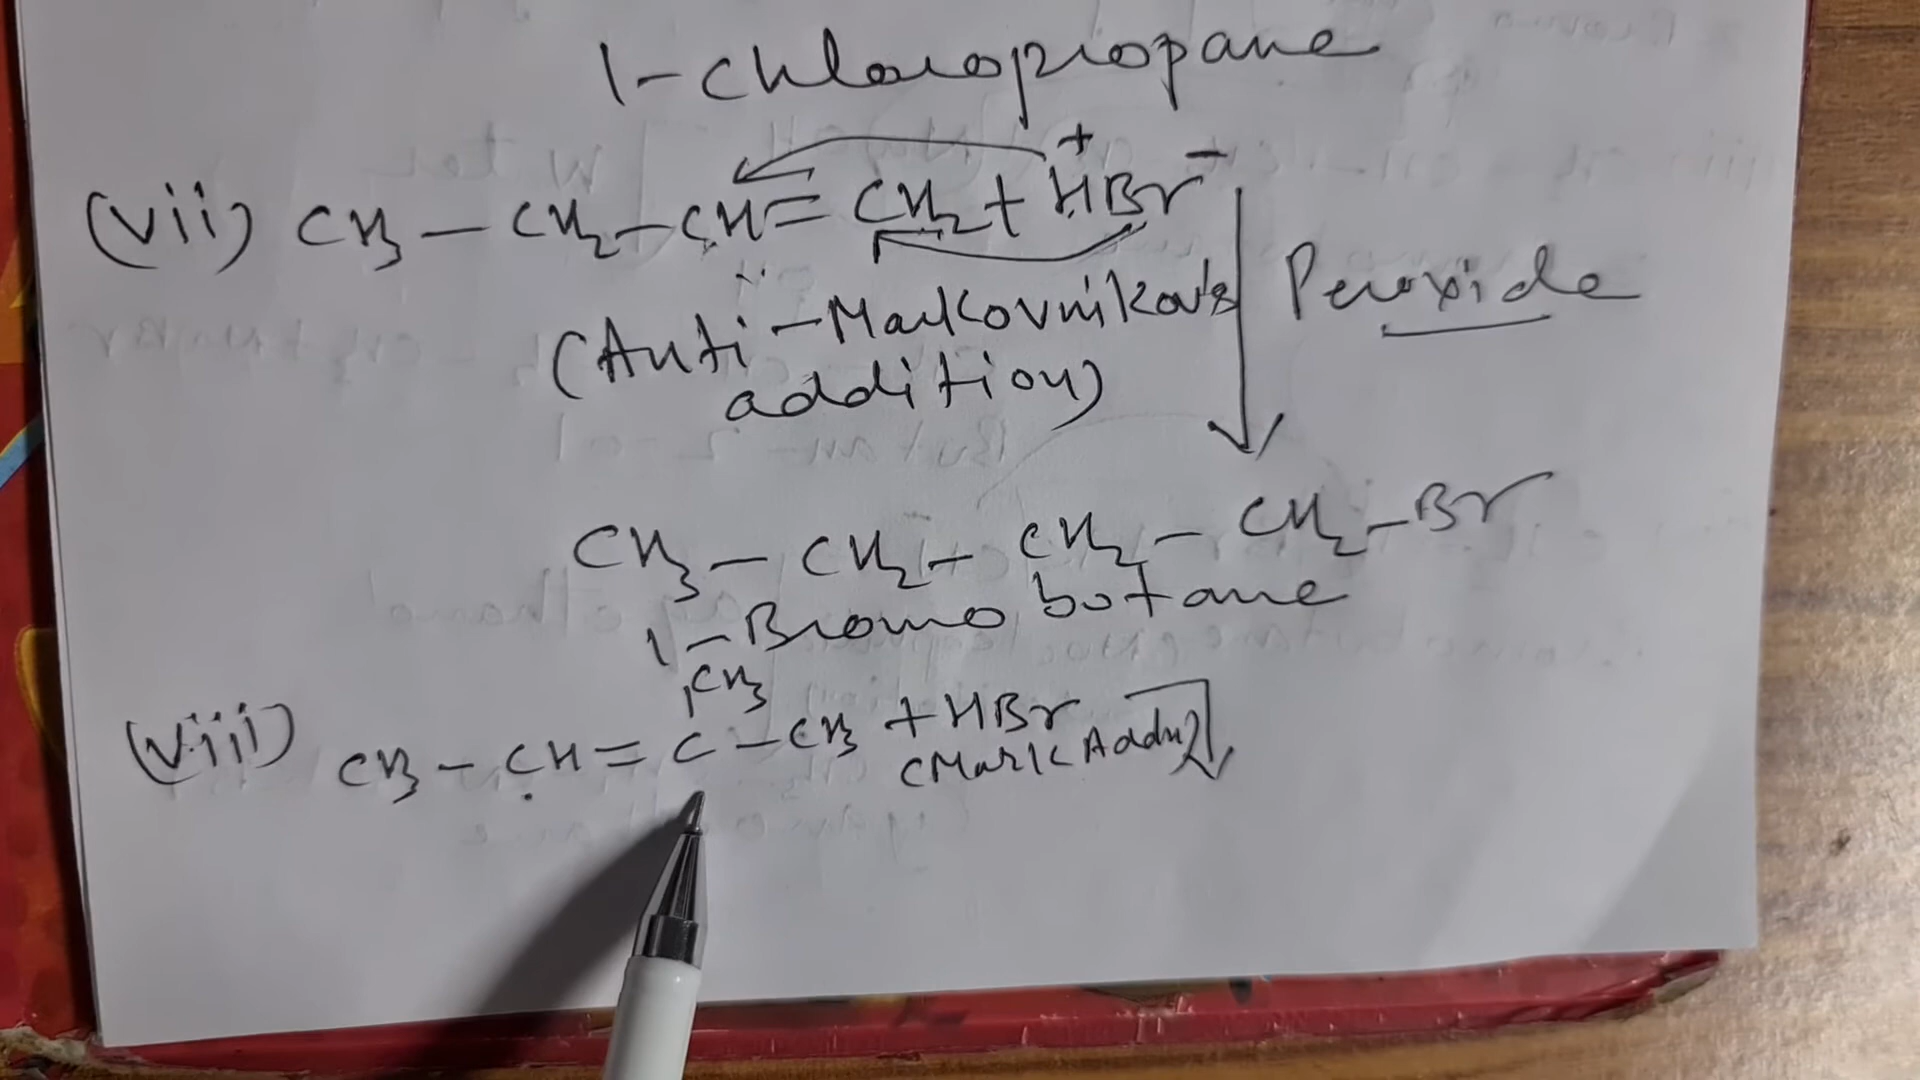 1-chloropropane
(vii) CH3 – CH2 – CH = CH2 + H+Br-
(Anti-Markovnikov's addition)
Peroxide
CH3 – CH2 – CH2 – CH2 – Br
1-Bromo butane
CH3
(viii) CH3 – CH = C – CH3 + HBr
(Mark Addn)